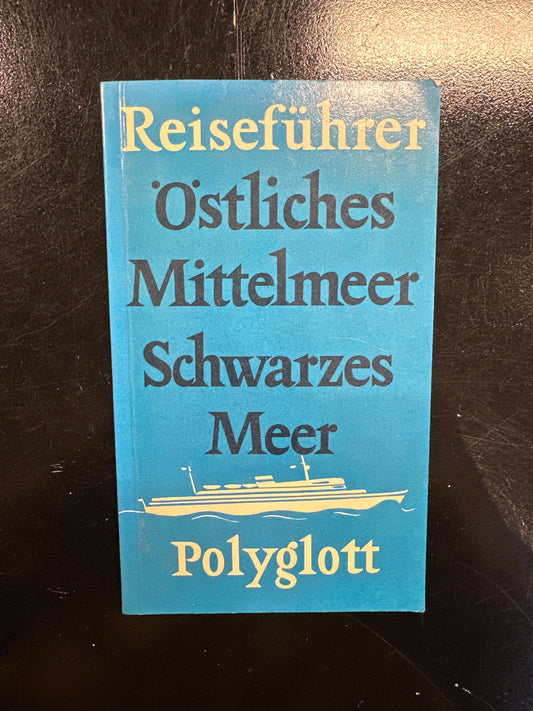 Reiseführer
Östliches
Mittelmeer
Schwarzes
Meer
Polyglott